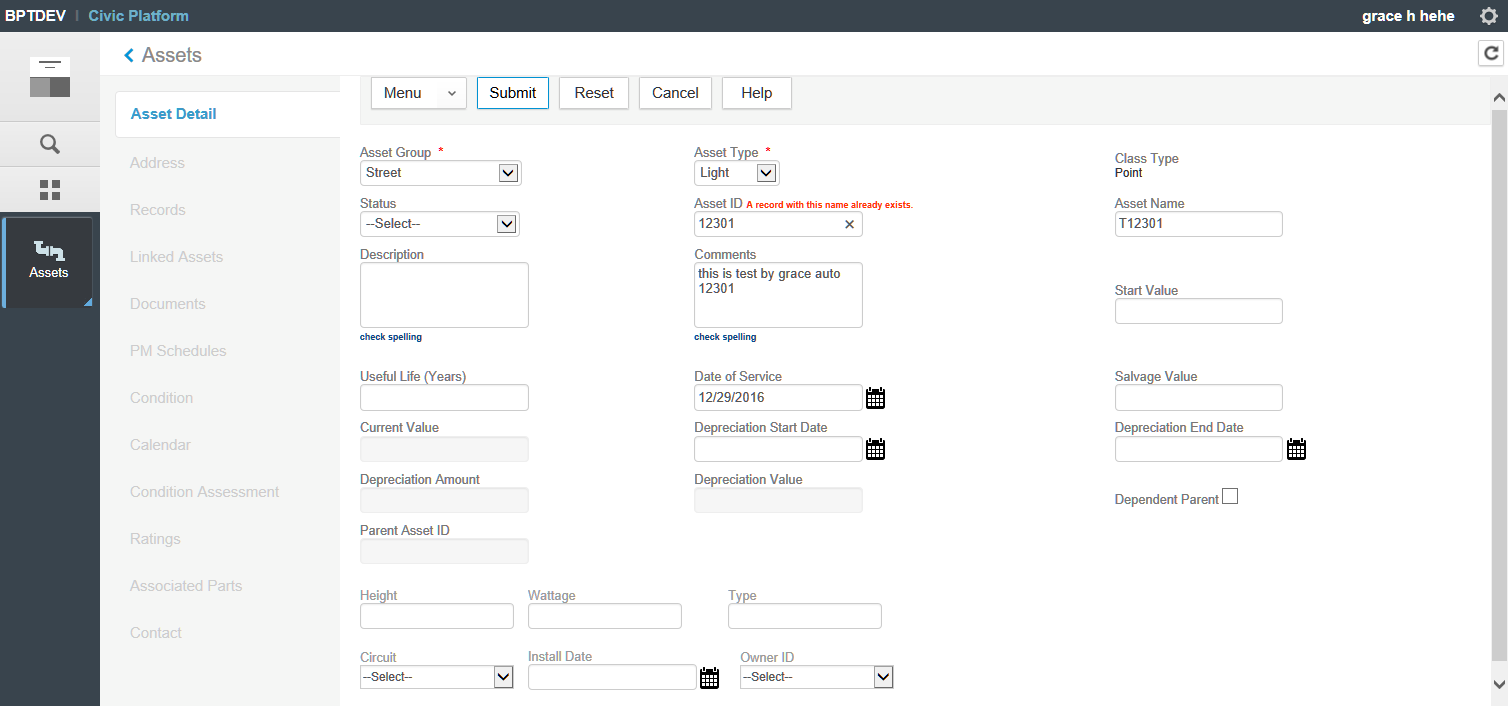 BPTDEV | Civic Platform grace h hehe
Assets
Menu Submit Reset Cancel Help
Asset Detail
Address
Records
Linked Assets
Documents
PM Schedules
Condition
Calendar
Condition Assessment
Ratings
Associated Parts
Contact
Assets
Asset Group * Asset Type * Class Type
Street Light Point
Status Asset ID A record with this name already exists. Asset Name
--Select-- 12301 T12301
Description Comments
this is test by grace auto
12301
Start Value
check spelling check spelling
Useful Life (Years) Date of Service Salvage Value
12/29/2016
Current Value Depreciation Start Date Depreciation End Date
Depreciation Amount Depreciation Value
Dependent Parent
Parent Asset ID
Height Wattage Type
Circuit Install Date Owner ID
--Select-- --Select--